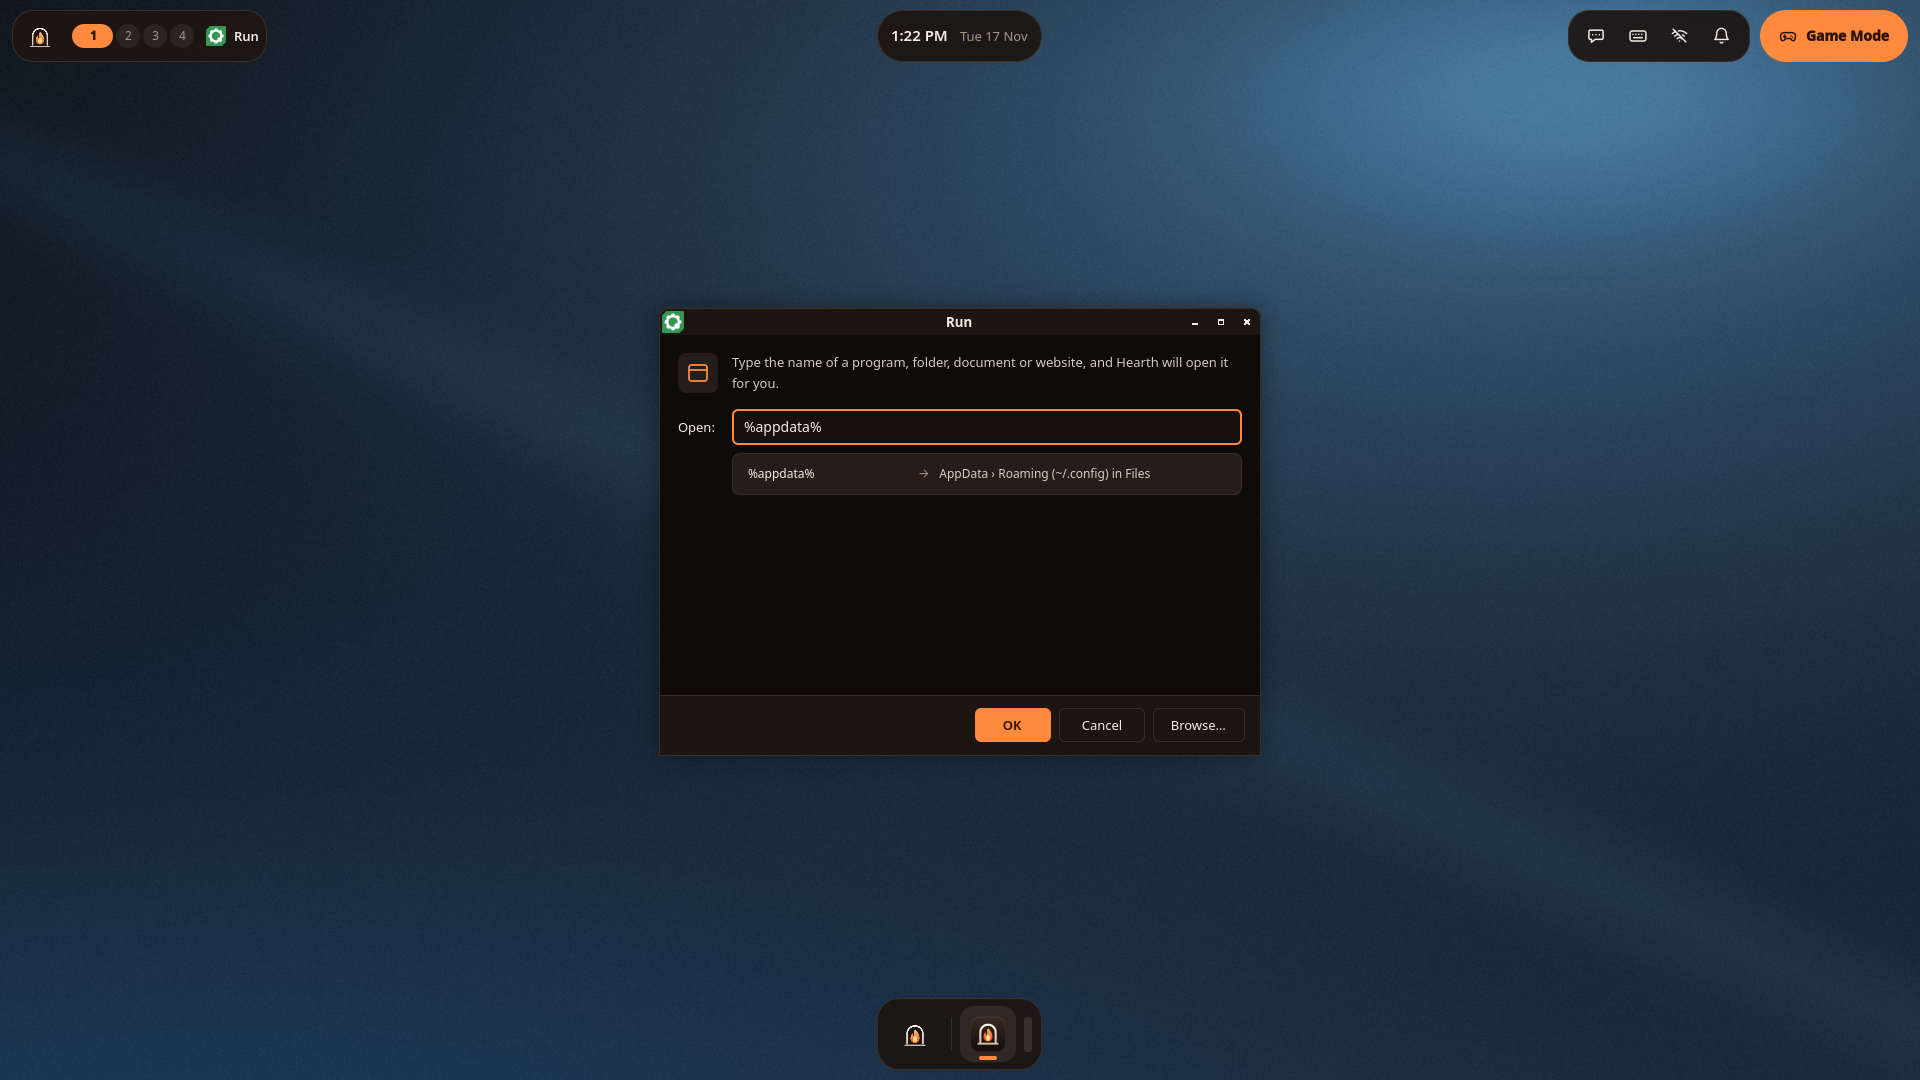 1 2 3 4 Run
1:22 PM Tue 17 Nov
Game Mode
Run
Type the name of a program, folder, document or website, and Hearth will open it
for you.
Open: %appdata%
%appdata% → AppData › Roaming (~/.config) in Files
OK Cancel Browse...